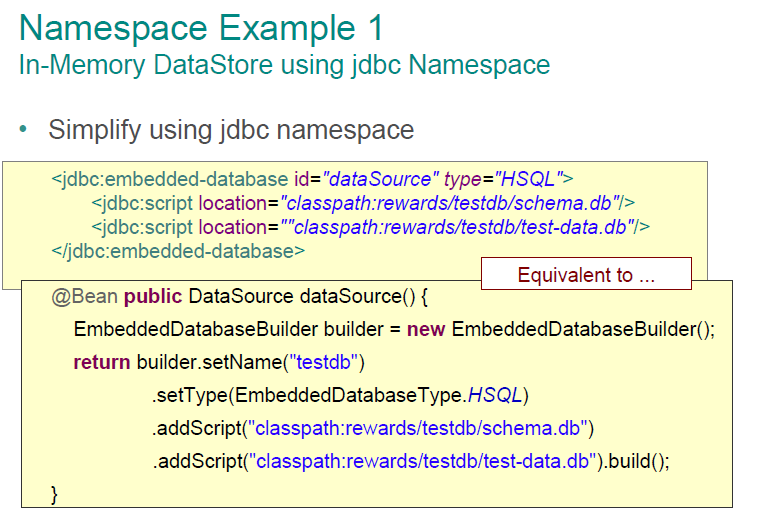 Namespace Example 1
In-Memory DataStore using jdbc Namespace
• Simplify using jdbc namespace
<jdbc:embedded-database id="dataSource" type="HSQL">
<jdbc:script location="classpath:rewards/testdb/schema.db"/>
<jdbc:script location=""classpath:rewards/testdb/test-data.db"/>
</jdbc:embedded-database>
Equivalent to ...
@Bean public DataSource dataSource() {
EmbeddedDatabaseBuilder builder = new EmbeddedDatabaseBuilder();
return builder.setName("testdb")
.setType(EmbeddedDatabaseType.HSQL)
.addScript("classpath:rewards/testdb/schema.db")
.addScript("classpath:rewards/testdb/test-data.db").build();
}